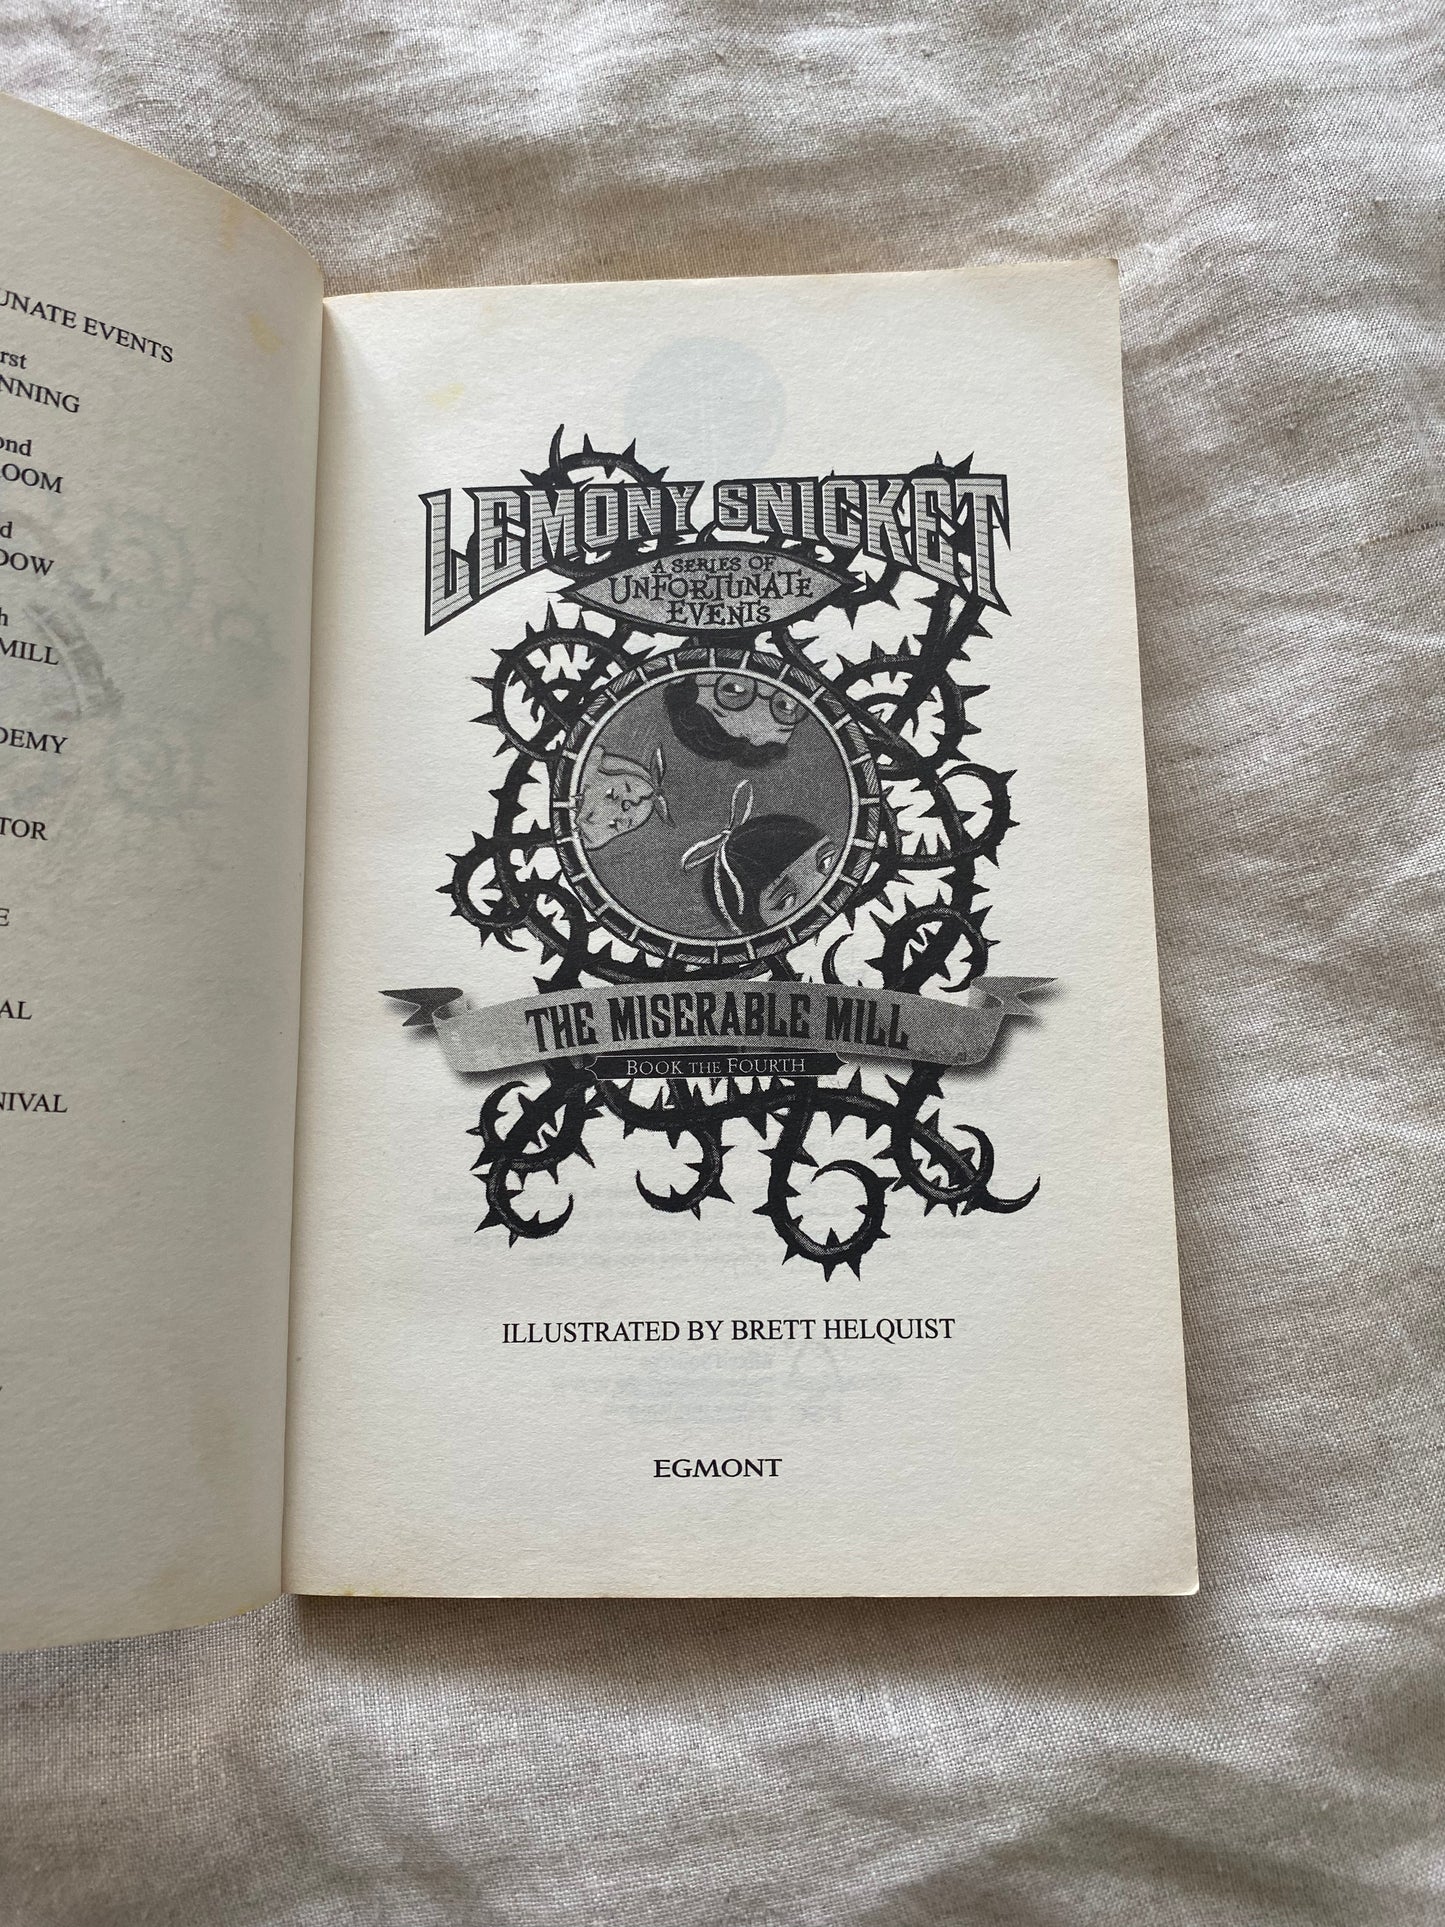 UNATE EVENTS
rst
NNING
ond
LOOM
d
DOW
h
MILL
DEMY
TOR
E
AL
NIVAL
LEMONY SNICKET
A SERIES OF
UNFORTUNATE
EVENTS
THE MISERABLE MILL
BOOK THE FOURTH
ILLUSTRATED BY BRETT HELQUIST
EGMONT